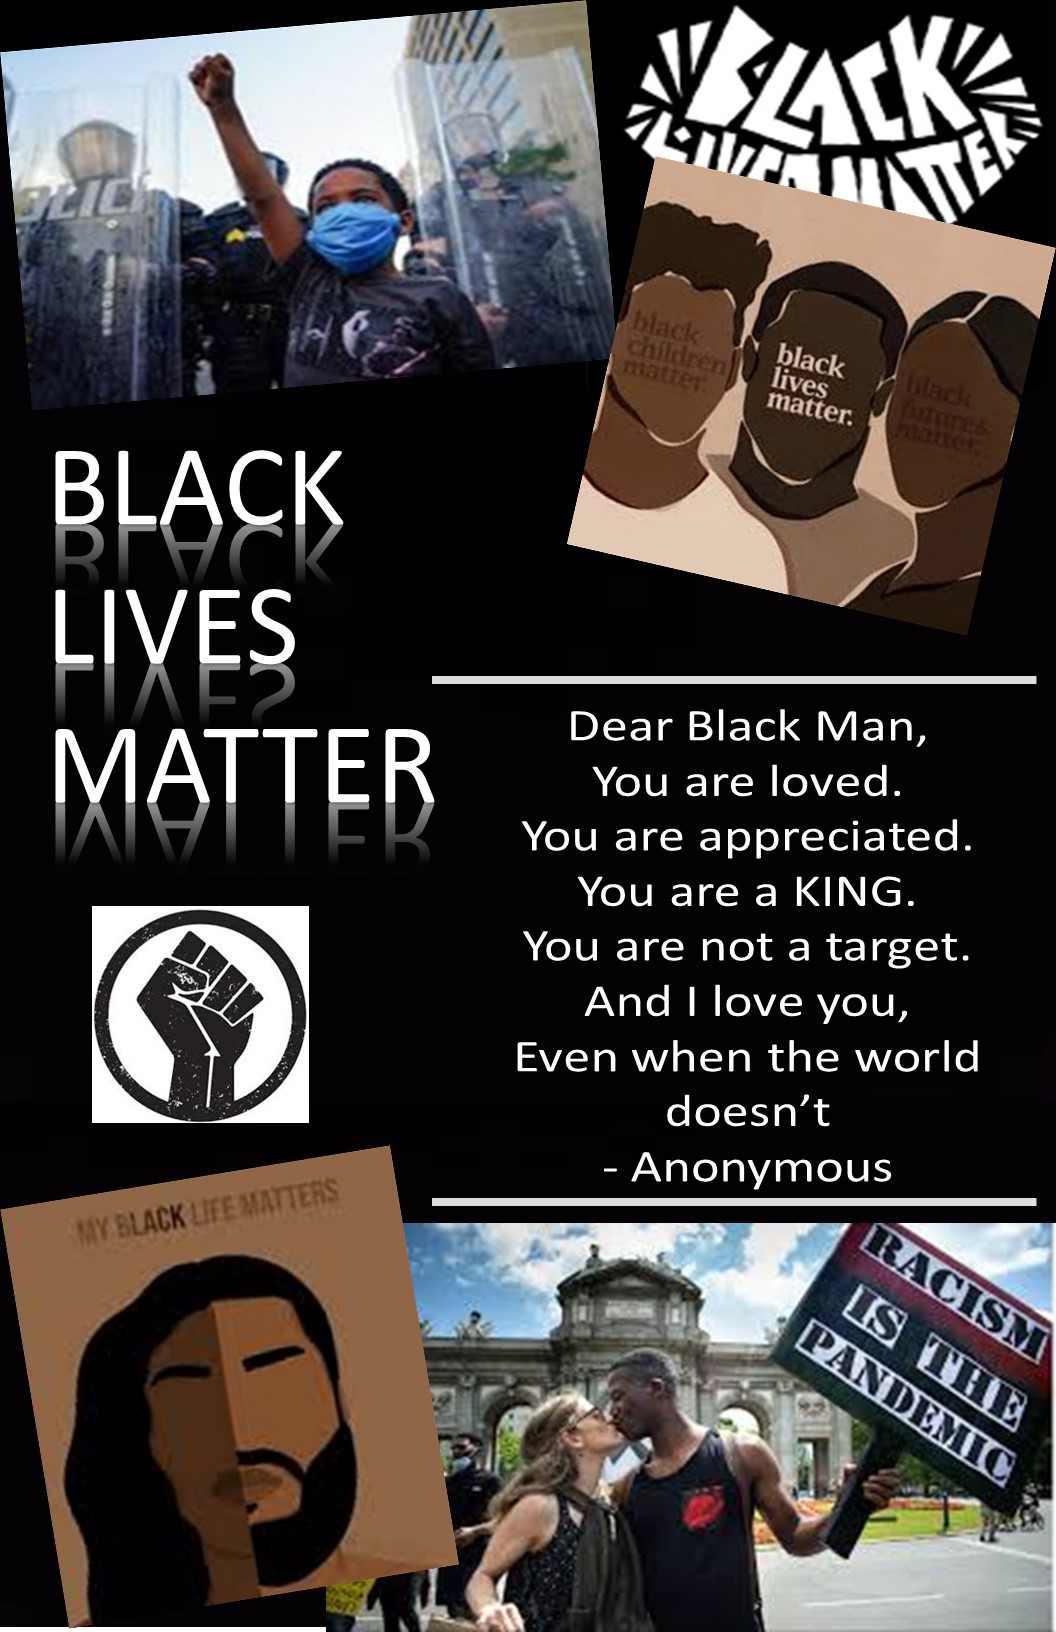 BLACK
LIVES MATTER
POLICE
black
children
matter.
black
lives
matter.
black
futures
matter.
BLACK
LIVES
MATTER
Dear Black Man,
You are loved.
You are appreciated.
You are a KING.
You are not a target.
And I love you,
Even when the world
doesn’t
- Anonymous
MY BLACK LIFE MATTERS
RACISM
IS THE
PANDEMIC